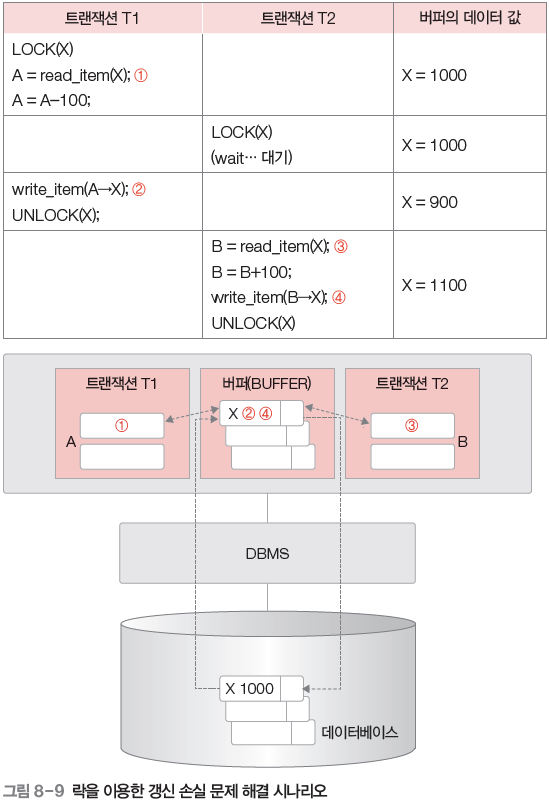 트랜잭션 T1 트랜잭션 T2 버퍼의 데이터 값
LOCK(X)
A = read_item(X); ①
A = A–100;
X = 1000
LOCK(X)
(wait… 대기)
X = 1000
write_item(A→X); ②
UNLOCK(X);
X = 900
B = read_item(X); ③
B = B+100;
write_item(B→X); ④
UNLOCK(X)
X = 1100
트랜잭션 T1 버퍼(BUFFER) 트랜잭션 T2
① X ② ④ ③
A B
DBMS
X 1000
데이터베이스
그림 8-9 락을 이용한 갱신 손실 문제 해결 시나리오